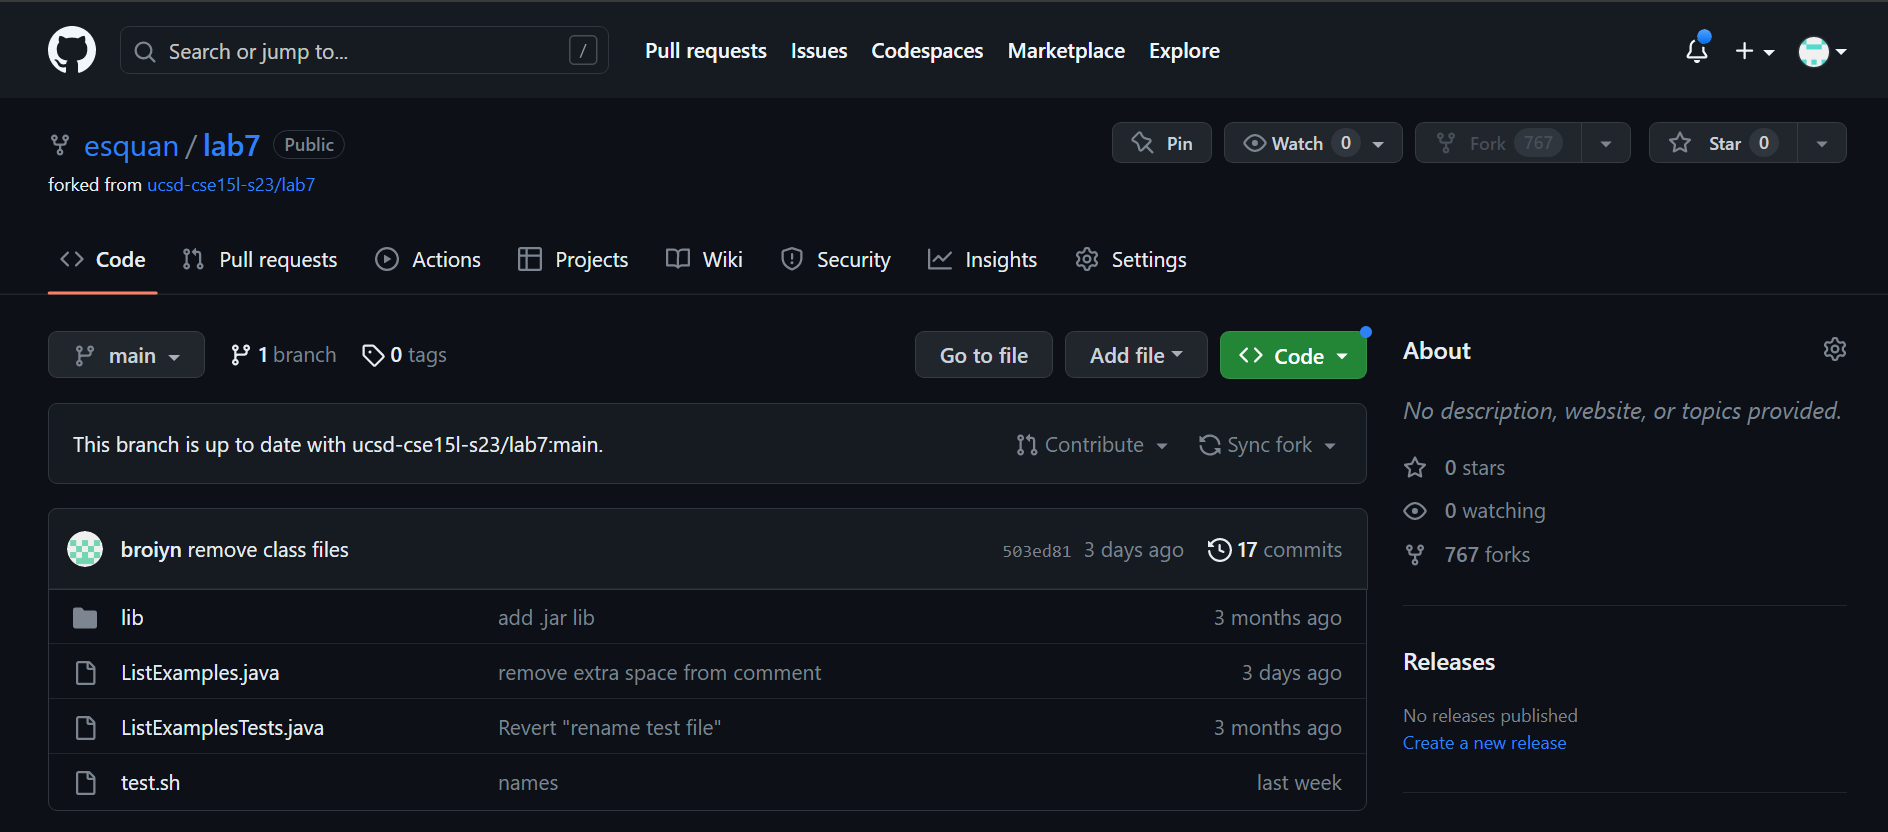 Search or jump to... / Pull requests Issues Codespaces Marketplace Explore
esquan / lab7 Public Pin Watch 0 Fork 767 Star 0
forked from ucsd-cse15l-s23/lab7
Code Pull requests Actions Projects Wiki Security Insights Settings
main 1 branch 0 tags Go to file Add file Code
About
No description, website, or topics provided.
This branch is up to date with ucsd-cse15l-s23/lab7:main. Contribute Sync fork
0 stars
0 watching
767 forks
broiyn remove class files 503ed81 3 days ago 17 commits
lib add .jar lib 3 months ago
ListExamples.java remove extra space from comment 3 days ago
ListExamplesTests.java Revert "rename test file" 3 months ago
test.sh names last week
Releases
No releases published
Create a new release